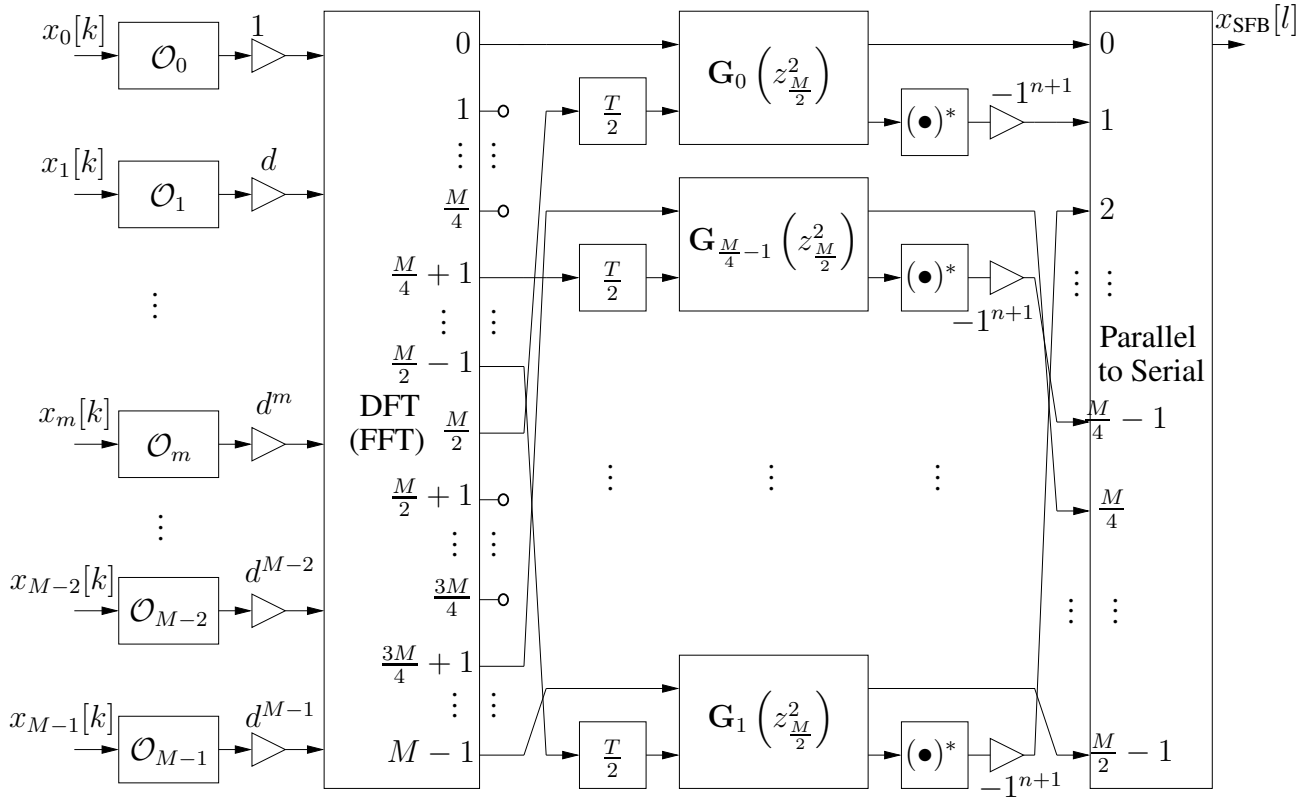 x_0[k]
𝒪_0
1
x_1[k]
𝒪_1
d
⋮
x_m[k]
𝒪_m
d^m
⋮
x_{M−2}[k]
𝒪_{M−2}
d^{M−2}
x_{M−1}[k]
𝒪_{M−1}
d^{M−1}
DFT
(FFT)
0
1
⋮ ⋮
M/4
M/4 + 1
⋮ ⋮
M/2 − 1
M/2
M/2 + 1
⋮ ⋮
3M/4
3M/4 + 1
⋮ ⋮
M − 1
T/2
G_0 (z^2_{M/2})
(•)*
−1^{n+1}
T/2
G_{M/4−1} (z^2_{M/2})
(•)*
−1^{n+1}
⋮ ⋮ ⋮
T/2
G_1 (z^2_{M/2})
(•)*
−1^{n+1}
0
1
2
⋮ ⋮
Parallel
to Serial
M/4 − 1
M/4
⋮ ⋮
M/2 − 1
x_{SFB}[l]